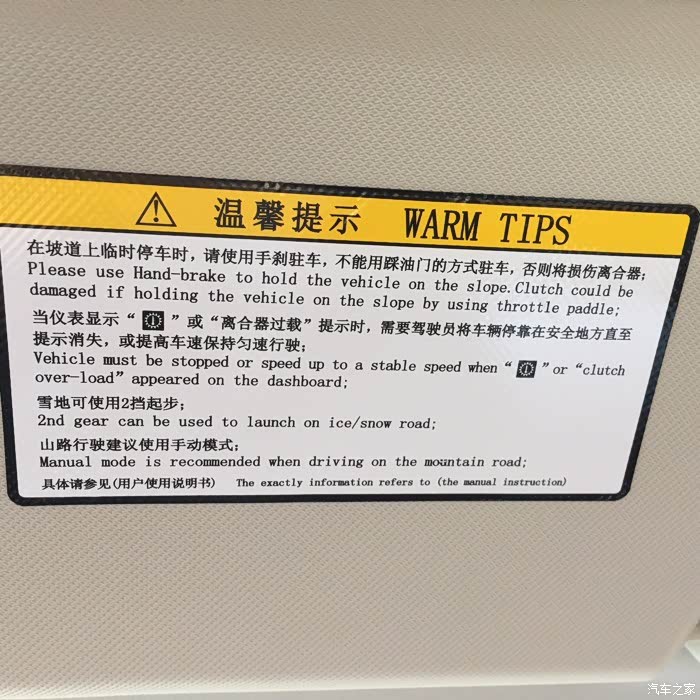 温馨提示 WARM TIPS
在坡道上临时停车时，请使用手刹驻车，不能用踩油门的方式驻车，否则将损伤离合器；
Please use Hand-brake to hold the vehicle on the slope.Clutch could be
damaged if holding the vehicle on the slope by using throttle paddle;
当仪表显示“ ”或“离合器过载”提示时，需要驾驶员将车辆停靠在安全地方直至
提示消失，或提高车速保持匀速行驶；
Vehicle must be stopped or speed up to a stable speed when“ ”or“clutch
over-load” appeared on the dashboard;
雪地可使用2挡起步；
2nd gear can be used to launch on ice/snow road;
山路行驶建议使用手动模式；
Manual mode is recommended when driving on the mountain road;
具体请参见(用户使用说明书) The exactly information refers to (the manual instruction)
汽车之家